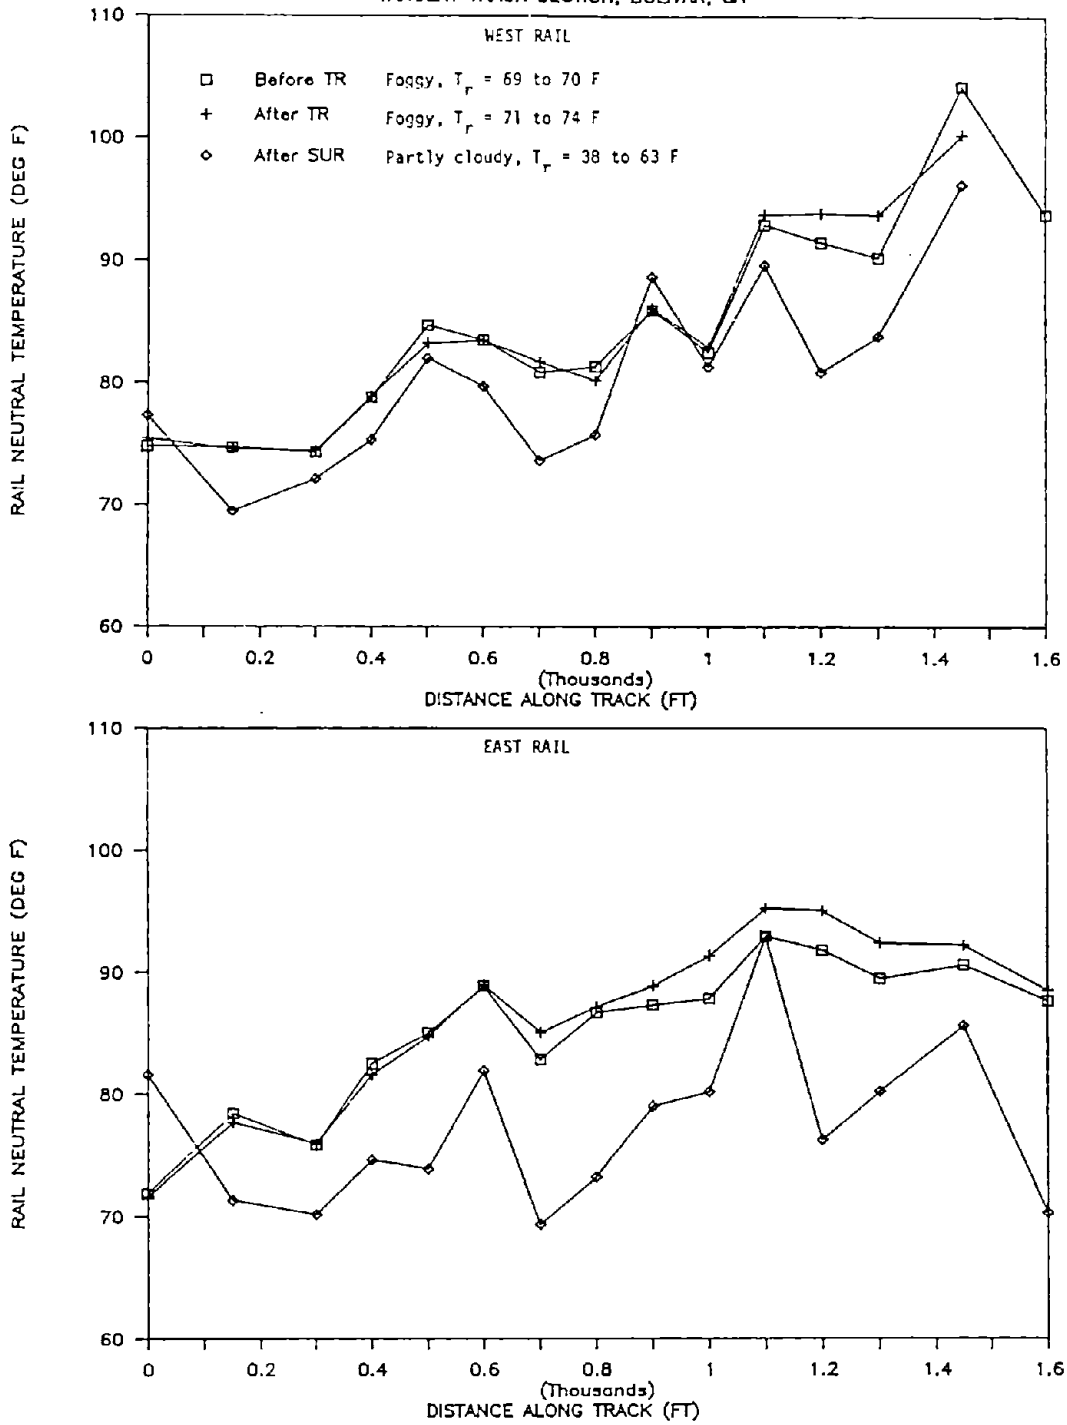 110
WEST RAIL
Before TR Foggy, T_r = 69 to 70 F
After TR Foggy, T_r = 71 to 74 F
After SUR Partly cloudy, T_r = 38 to 63 F
100
90
80
70
60
RAIL NEUTRAL TEMPERATURE (DEG F)
0 0.2 0.4 0.6 0.8 1 1.2 1.4 1.6
(Thousands)
DISTANCE ALONG TRACK (FT)
110
EAST RAIL
100
90
80
70
60
RAIL NEUTRAL TEMPERATURE (DEG F)
0 0.2 0.4 0.6 0.8 1 1.2 1.4 1.6
(Thousands)
DISTANCE ALONG TRACK (FT)